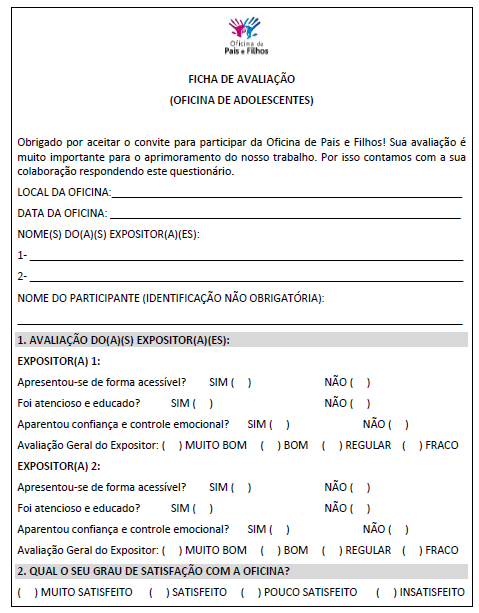 Oficina de
Pais e Filhos
FICHA DE AVALIAÇÃO
(OFICINA DE ADOLESCENTES)
Obrigado por aceitar o convite para participar da Oficina de Pais e Filhos! Sua avaliação é
muito importante para o aprimoramento do nosso trabalho. Por isso contamos com a sua
colaboração respondendo este questionário.
LOCAL DA OFICINA:
DATA DA OFICINA:
NOME(S) DO(A)(S) EXPOSITOR(A)(ES):
1-
2-
NOME DO PARTICIPANTE (IDENTIFICAÇÃO NÃO OBRIGATÓRIA):
1. AVALIAÇÃO DO(A)(S) EXPOSITOR(A)(ES):
EXPOSITOR(A) 1:
Apresentou-se de forma acessível? SIM ( ) NÃO ( )
Foi atencioso e educado? SIM ( ) NÃO ( )
Aparentou confiança e controle emocional? SIM ( ) NÃO ( )
Avaliação Geral do Expositor: ( ) MUITO BOM ( ) BOM ( ) REGULAR ( ) FRACO
EXPOSITOR(A) 2:
Apresentou-se de forma acessível? SIM ( ) NÃO ( )
Foi atencioso e educado? SIM ( ) NÃO ( )
Aparentou confiança e controle emocional? SIM ( ) NÃO ( )
Avaliação Geral do Expositor: ( ) MUITO BOM ( ) BOM ( ) REGULAR ( ) FRACO
2. QUAL O SEU GRAU DE SATISFAÇÃO COM A OFICINA?
( ) MUITO SATISFEITO ( ) SATISFEITO ( ) POUCO SATISFEITO ( ) INSATISFEITO